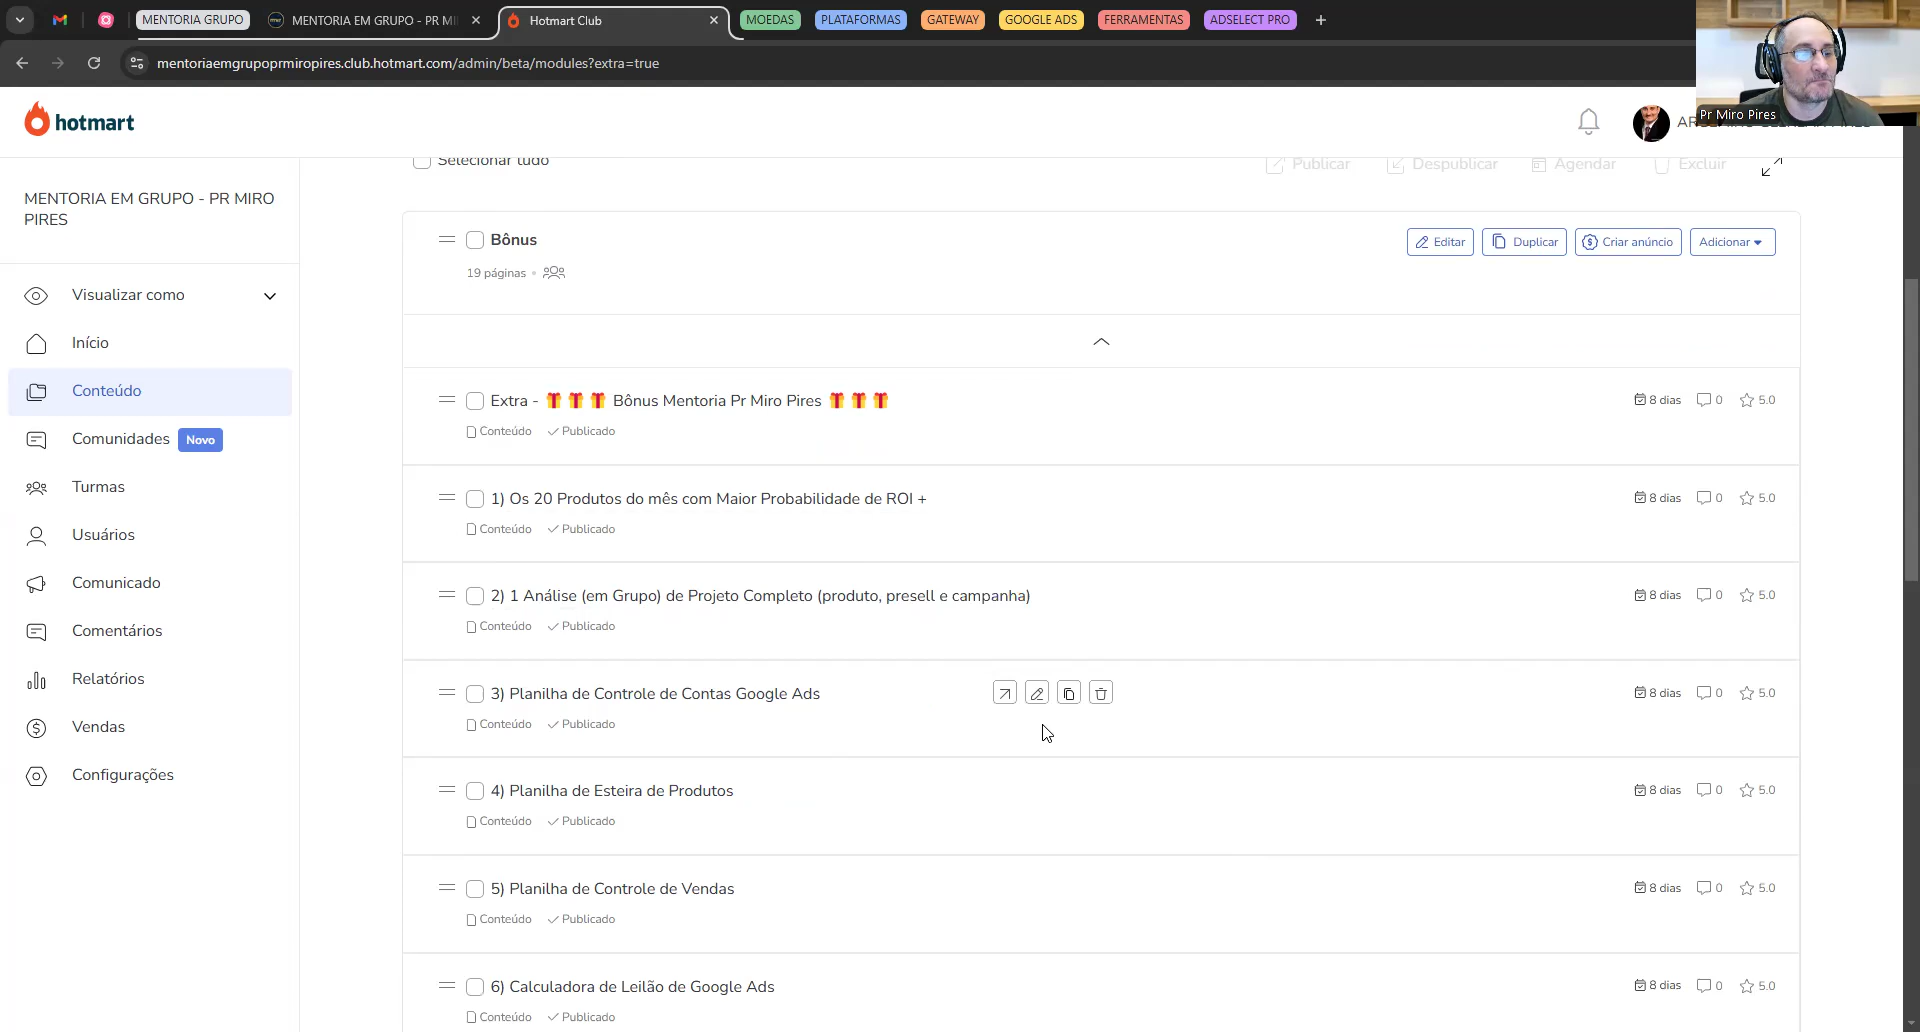 MENTORIA GRUPO
MENTORIA EM GRUPO - PR MI
Hotmart Club
MOEDAS
PLATAFORMAS
GATEWAY
GOOGLE ADS
FERRAMENTAS
ADSELECT PRO
mentoriaemgrupoprmiropires.club.hotmart.com/admin/beta/modules?extra=true
Pr Miro Pires
hotmart
MENTORIA EM GRUPO - PR MIRO
PIRES
Visualizar como
Início
Conteúdo
Comunidades Novo
Turmas
Usuários
Comunicado
Comentários
Relatórios
Vendas
Configurações
Selecionar tudo
Publicar
Despublicar
Agendar
Excluir
Bônus
Editar
Duplicar
Criar anúncio
Adicionar
19 páginas
Extra - 🎁 🎁 🎁 Bônus Mentoria Pr Miro Pires 🎁 🎁 🎁
8 dias 0 5.0
Conteúdo Publicado
1) Os 20 Produtos do mês com Maior Probabilidade de ROI +
8 dias 0 5.0
Conteúdo Publicado
2) 1 Análise (em Grupo) de Projeto Completo (produto, presell e campanha)
8 dias 0 5.0
Conteúdo Publicado
3) Planilha de Controle de Contas Google Ads
8 dias 0 5.0
Conteúdo Publicado
4) Planilha de Esteira de Produtos
8 dias 0 5.0
Conteúdo Publicado
5) Planilha de Controle de Vendas
8 dias 0 5.0
Conteúdo Publicado
6) Calculadora de Leilão de Google Ads
8 dias 0 5.0
Conteúdo Publicado